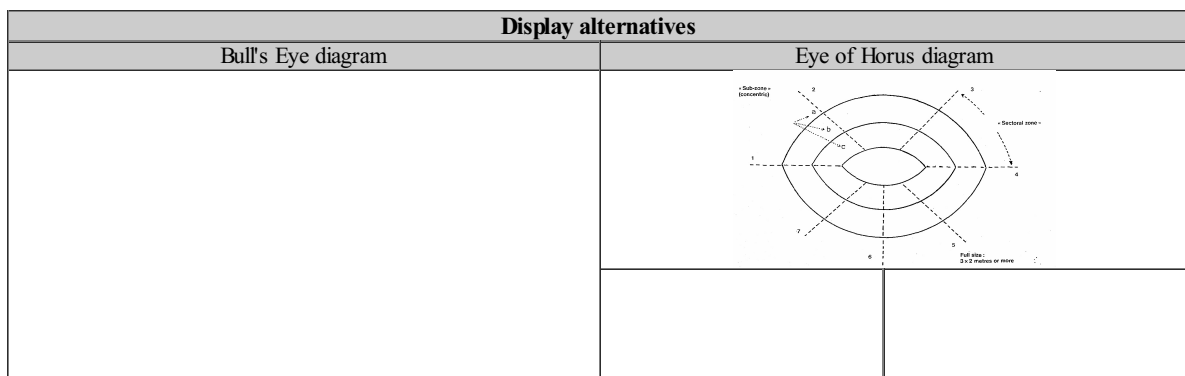 Display alternatives
Bull's Eye diagram
Eye of Horus diagram
« Sub-zone »
(concentric)
2
3
a
b
c
« Sectoral zone »
1
4
7
5
6
Full size :
3 x 2 metres or more